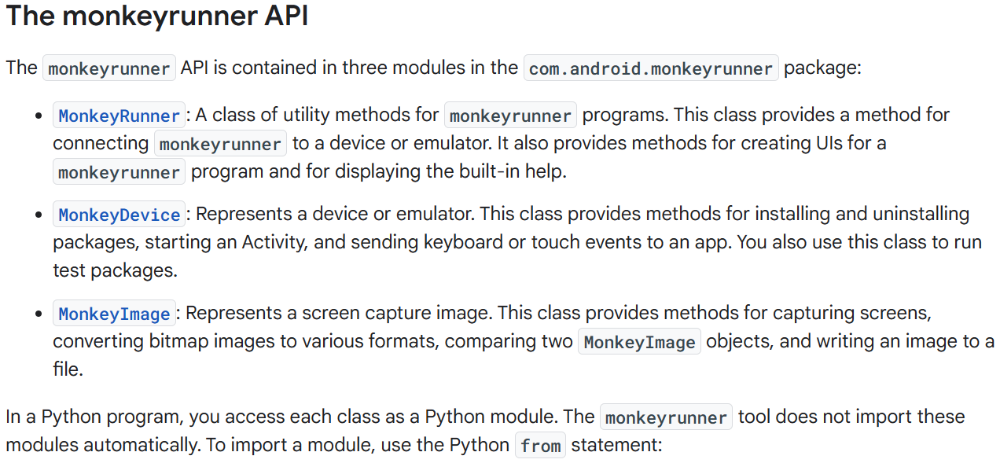 The monkeyrunner API
The monkeyrunner API is contained in three modules in the com.android.monkeyrunner package:
• MonkeyRunner: A class of utility methods for monkeyrunner programs. This class provides a method for
connecting monkeyrunner to a device or emulator. It also provides methods for creating UIs for a
monkeyrunner program and for displaying the built-in help.
• MonkeyDevice: Represents a device or emulator. This class provides methods for installing and uninstalling
packages, starting an Activity, and sending keyboard or touch events to an app. You also use this class to run
test packages.
• MonkeyImage: Represents a screen capture image. This class provides methods for capturing screens,
converting bitmap images to various formats, comparing two MonkeyImage objects, and writing an image to a
file.
In a Python program, you access each class as a Python module. The monkeyrunner tool does not import these
modules automatically. To import a module, use the Python from statement: